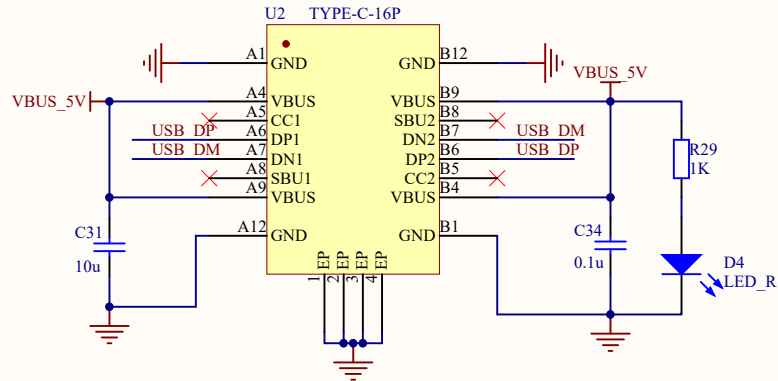 U2 TYPE-C-16P
A1 GND GND B12
VBUS_5V
VBUS_5V
A4 VBUS VBUS B9
A5 CC1 SBU2 B8
USB_DP A6 DP1 DN2 B7 USB_DM
USB_DM A7 DN1 DP2 B6 USB_DP
A8 SBU1 CC2 B5
A9 VBUS VBUS B4
R29
1K
A12 GND GND B1
C31
10u
C34
0.1u
D4
LED_R
EP EP EP EP
1 2 3 4